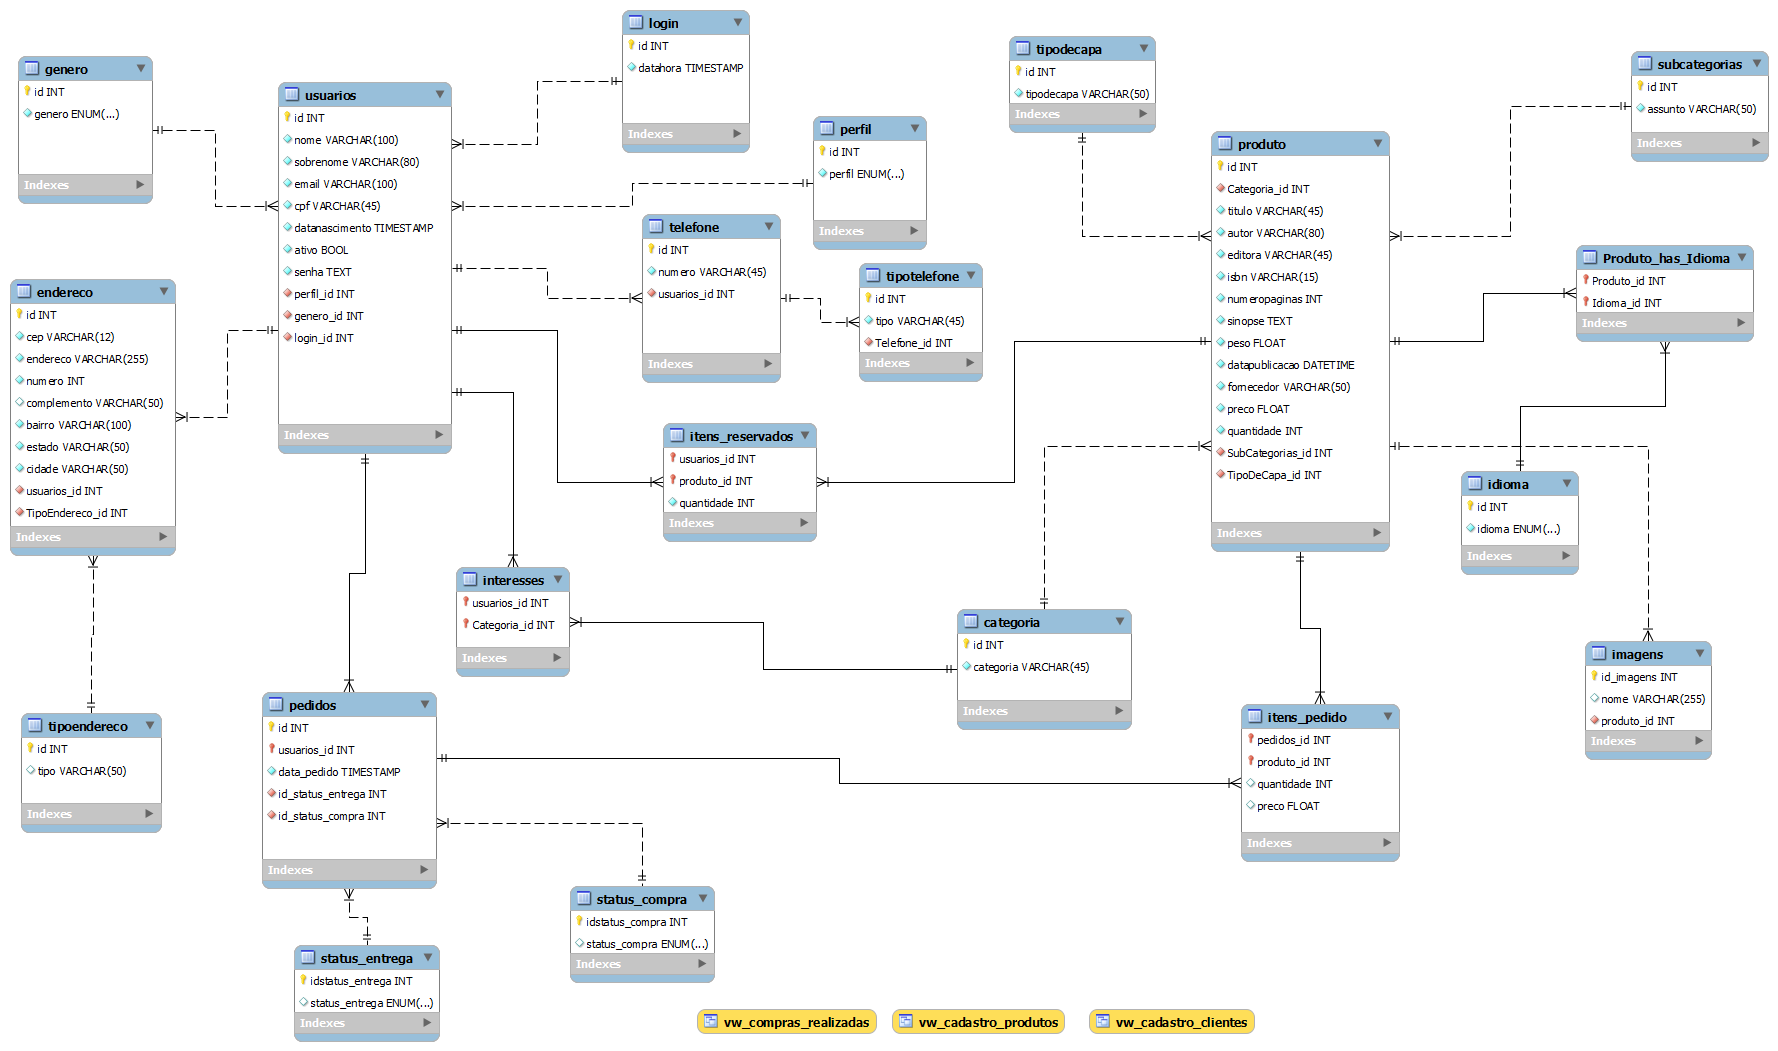 genero
id INT
genero ENUM(...)
Indexes
usuarios
id INT
nome VARCHAR(100)
sobrenome VARCHAR(80)
email VARCHAR(100)
cpf VARCHAR(45)
datanascimento TIMESTAMP
ativo BOOL
senha TEXT
perfil_id INT
genero_id INT
login_id INT
Indexes
login
id INT
datahora TIMESTAMP
Indexes
perfil
id INT
perfil ENUM(...)
Indexes
telefone
id INT
numero VARCHAR(45)
usuarios_id INT
Indexes
tipotelefone
id INT
tipo VARCHAR(45)
Telefone_id INT
Indexes
tipodecapa
id INT
tipodecapa VARCHAR(50)
Indexes
produto
id INT
Categoria_id INT
titulo VARCHAR(45)
autor VARCHAR(80)
editora VARCHAR(45)
isbn VARCHAR(15)
numeropaginas INT
sinopse TEXT
peso FLOAT
datapublicacao DATETIME
fornecedor VARCHAR(50)
preco FLOAT
quantidade INT
SubCategorias_id INT
TipoDeCapa_id INT
Indexes
subcategorias
id INT
assunto VARCHAR(50)
Indexes
Produto_has_Idioma
Produto_id INT
Idioma_id INT
Indexes
endereco
id INT
cep VARCHAR(12)
endereco VARCHAR(255)
numero INT
complemento VARCHAR(50)
bairro VARCHAR(100)
estado VARCHAR(50)
cidade VARCHAR(50)
usuarios_id INT
TipoEndereco_id INT
Indexes
itens_reservados
usuarios_id INT
produto_id INT
quantidade INT
Indexes
idioma
id INT
idioma ENUM(...)
Indexes
interesses
usuarios_id INT
Categoria_id INT
Indexes
categoria
id INT
categoria VARCHAR(45)
Indexes
imagens
id_imagens INT
nome VARCHAR(255)
produto_id INT
Indexes
tipoendereco
id INT
tipo VARCHAR(50)
Indexes
pedidos
id INT
usuarios_id INT
data_pedido TIMESTAMP
id_status_entrega INT
id_status_compra INT
Indexes
itens_pedido
pedidos_id INT
produto_id INT
quantidade INT
preco FLOAT
Indexes
status_compra
idstatus_compra INT
status_compra ENUM(...)
Indexes
status_entrega
idstatus_entrega INT
status_entrega ENUM(...)
Indexes
vw_compras_realizadas
vw_cadastro_produtos
vw_cadastro_clientes